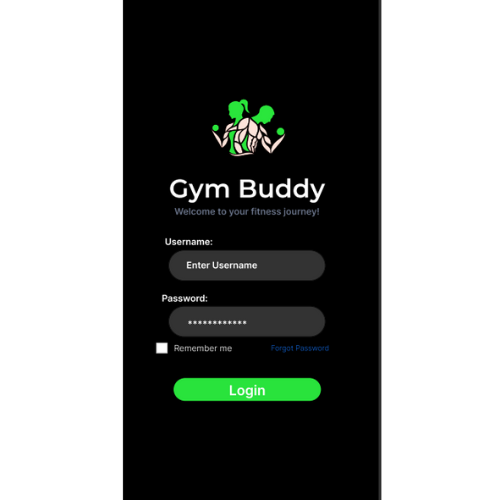 Gym Buddy
Welcome to your fitness journey!
Username:
Enter Username
Password:
************
Remember me Forgot Password
Login